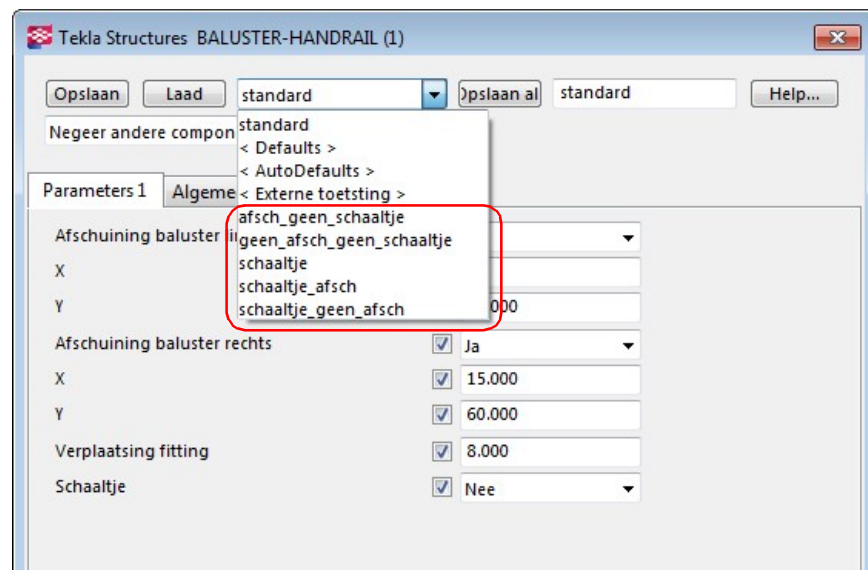 Tekla Structures BALUSTER-HANDRAIL (1)
Opslaan Laad standard Opslaan al standard Help...
Negeer andere compon
standard
< Defaults >
< AutoDefaults >
< Externe toetsting >
afsch_geen_schaaltje
geen_afsch_geen_schaaltje
schaaltje
schaaltje_afsch
schaaltje_geen_afsch
Parameters 1 Algeme
Afschuining baluster
X
Y 000
Afschuining baluster rechts Ja
X 15.000
Y 60.000
Verplaatsing fitting 8.000
Schaaltje Nee